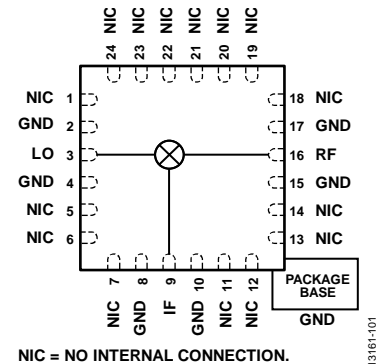 NIC NIC NIC NIC NIC NIC
24 23 22 21 20 19
NIC 1 18 NIC
GND 2 17 GND
LO 3 16 RF
GND 4 15 GND
NIC 5 14 NIC
NIC 6 13 NIC
7 8 9 10 11 12
NIC GND IF GND NIC NIC
PACKAGE
BASE
GND
NIC = NO INTERNAL CONNECTION.
13161-101